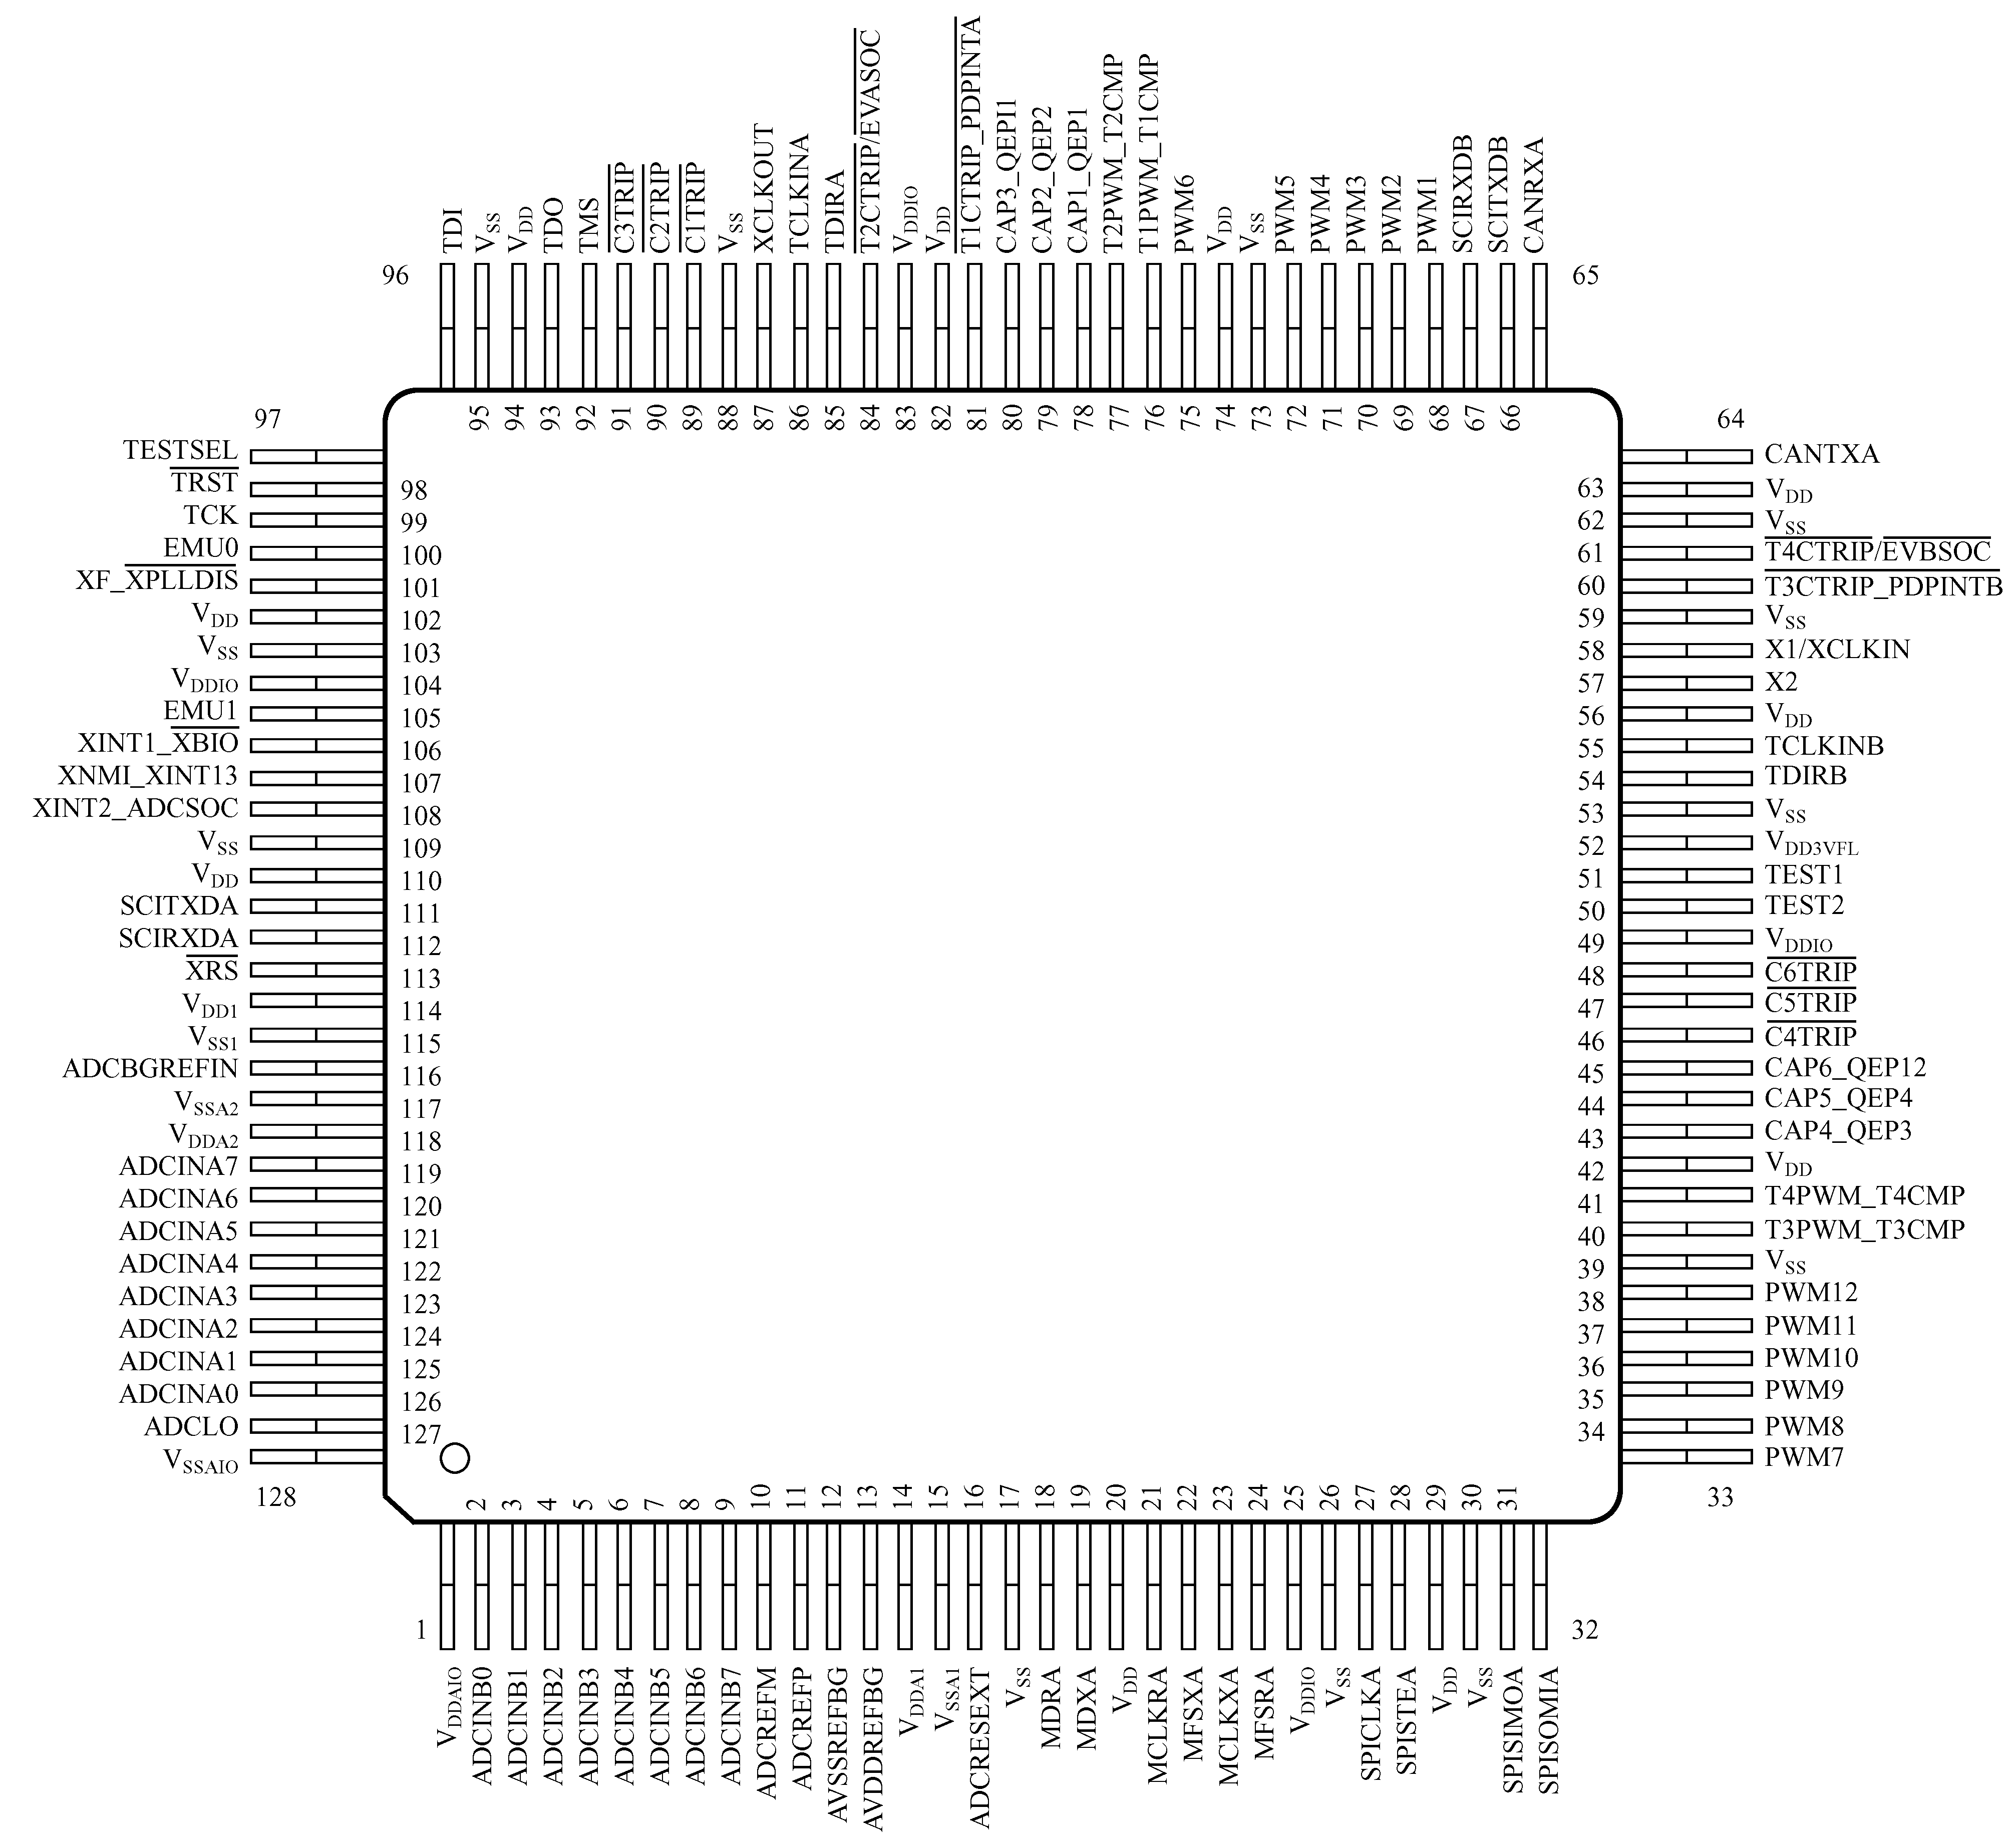 96
TDI
VSS
VDD
TDO
TMS
C3TRIP
C2TRIP
C1TRIP
VSS
XCLKOUT
TCLKINA
TDIRA
T2CTRIP/EVASOC
VDDIO
VDD
T1CTRIP_PDPINTA
CAP3_QEPI1
CAP2_QEP2
CAP1_QEP1
T2PWM_T2CMP
T1PWM_T1CMP
PWM6
VDD
VSS
PWM5
PWM4
PWM3
PWM2
PWM1
SCIRXDB
SCITXDB
CANRXA
65
95
94
93
92
91
90
89
88
87
86
85
84
83
82
81
80
79
78
77
76
75
74
73
72
71
70
69
68
67
66
97
TESTSEL
TRST 98
TCK 99
EMU0 100
XF_XPLLDIS 101
VDD 102
VSS 103
VDDIO 104
EMU1 105
XINT1_XBIO 106
XNMI_XINT13 107
XINT2_ADCSOC 108
VSS 109
VDD 110
SCITXDA 111
SCIRXDA 112
XRS 113
VDD1 114
VSS1 115
ADCBGREFIN 116
VSSA2 117
VDDA2 118
ADCINA7 119
ADCINA6 120
ADCINA5 121
ADCINA4 122
ADCINA3 123
ADCINA2 124
ADCINA1 125
ADCINA0 126
ADCLO 127
VSSAIO
128
64
CANTXA
63 VDD
62 VSS
61 T4CTRIP/EVBSOC
60 T3CTRIP_PDPINTB
59 VSS
58 X1/XCLKIN
57 X2
56 VDD
55 TCLKINB
54 TDIRB
53 VSS
52 VDD3VFL
51 TEST1
50 TEST2
49 VDDIO
48 C6TRIP
47 C5TRIP
46 C4TRIP
45 CAP6_QEP12
44 CAP5_QEP4
43 CAP4_QEP3
42 VDD
41 T4PWM_T4CMP
40 T3PWM_T3CMP
39 VSS
38 PWM12
37 PWM11
36 PWM10
35 PWM9
34 PWM8
PWM7
33
2
3
4
5
6
7
8
9
10
11
12
13
14
15
16
17
18
19
20
21
22
23
24
25
26
27
28
29
30
31
1
VDDAIO
ADCINB0
ADCINB1
ADCINB2
ADCINB3
ADCINB4
ADCINB5
ADCINB6
ADCINB7
ADCREFM
ADCREFP
AVSSREFBG
AVDDREFBG
VDDA1
VSSA1
ADCRESEXT
VSS
MDRA
MDXA
VDD
MCLKRA
MFSXA
MCLKXA
MFSRA
VDDIO
VSS
SPICLKA
SPISTEA
VDD
VSS
SPISIMOA
SPISOMIA
32